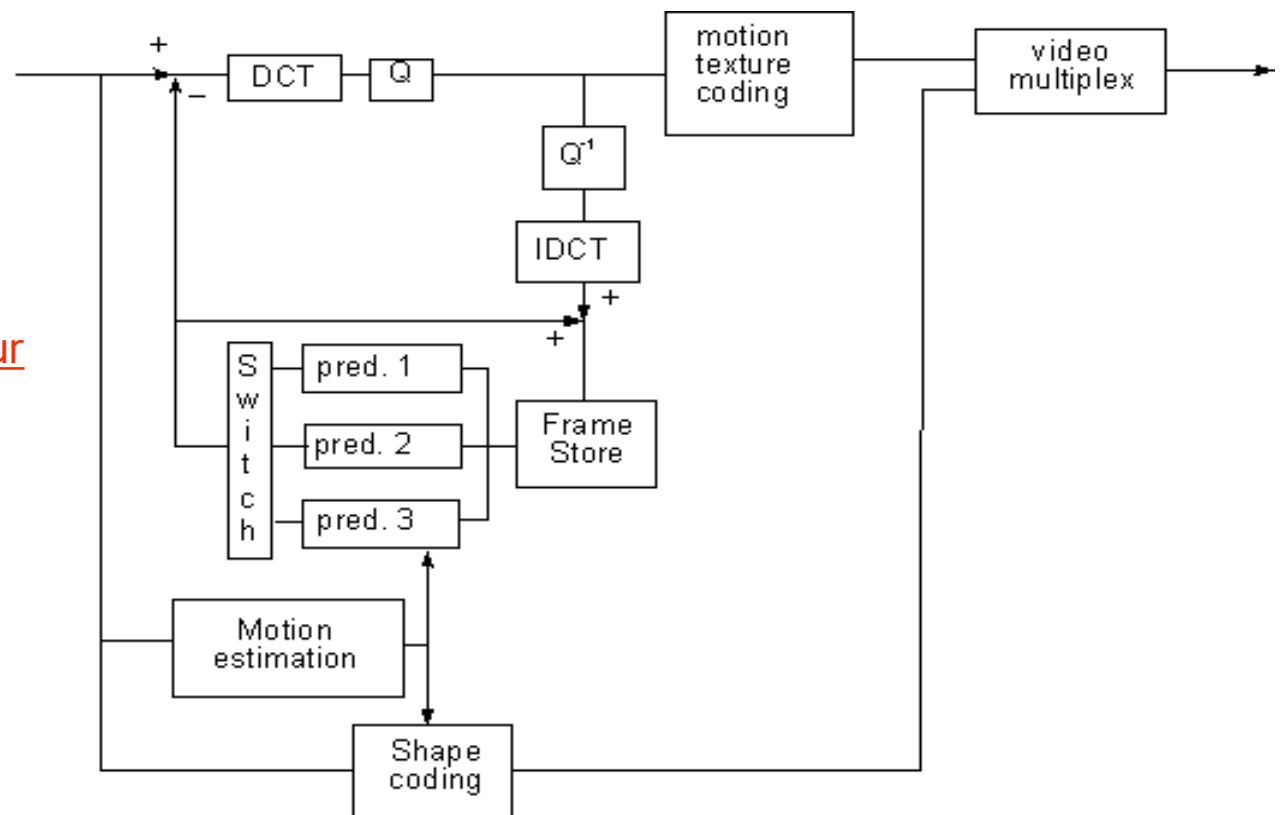 +
DCT
Q
motion
texture
coding
video
multiplex
–
Q-1
IDCT
+
+
ur
S
w
i
t
c
h
pred. 1
pred. 2
pred. 3
Frame
Store
Motion
estimation
Shape
coding